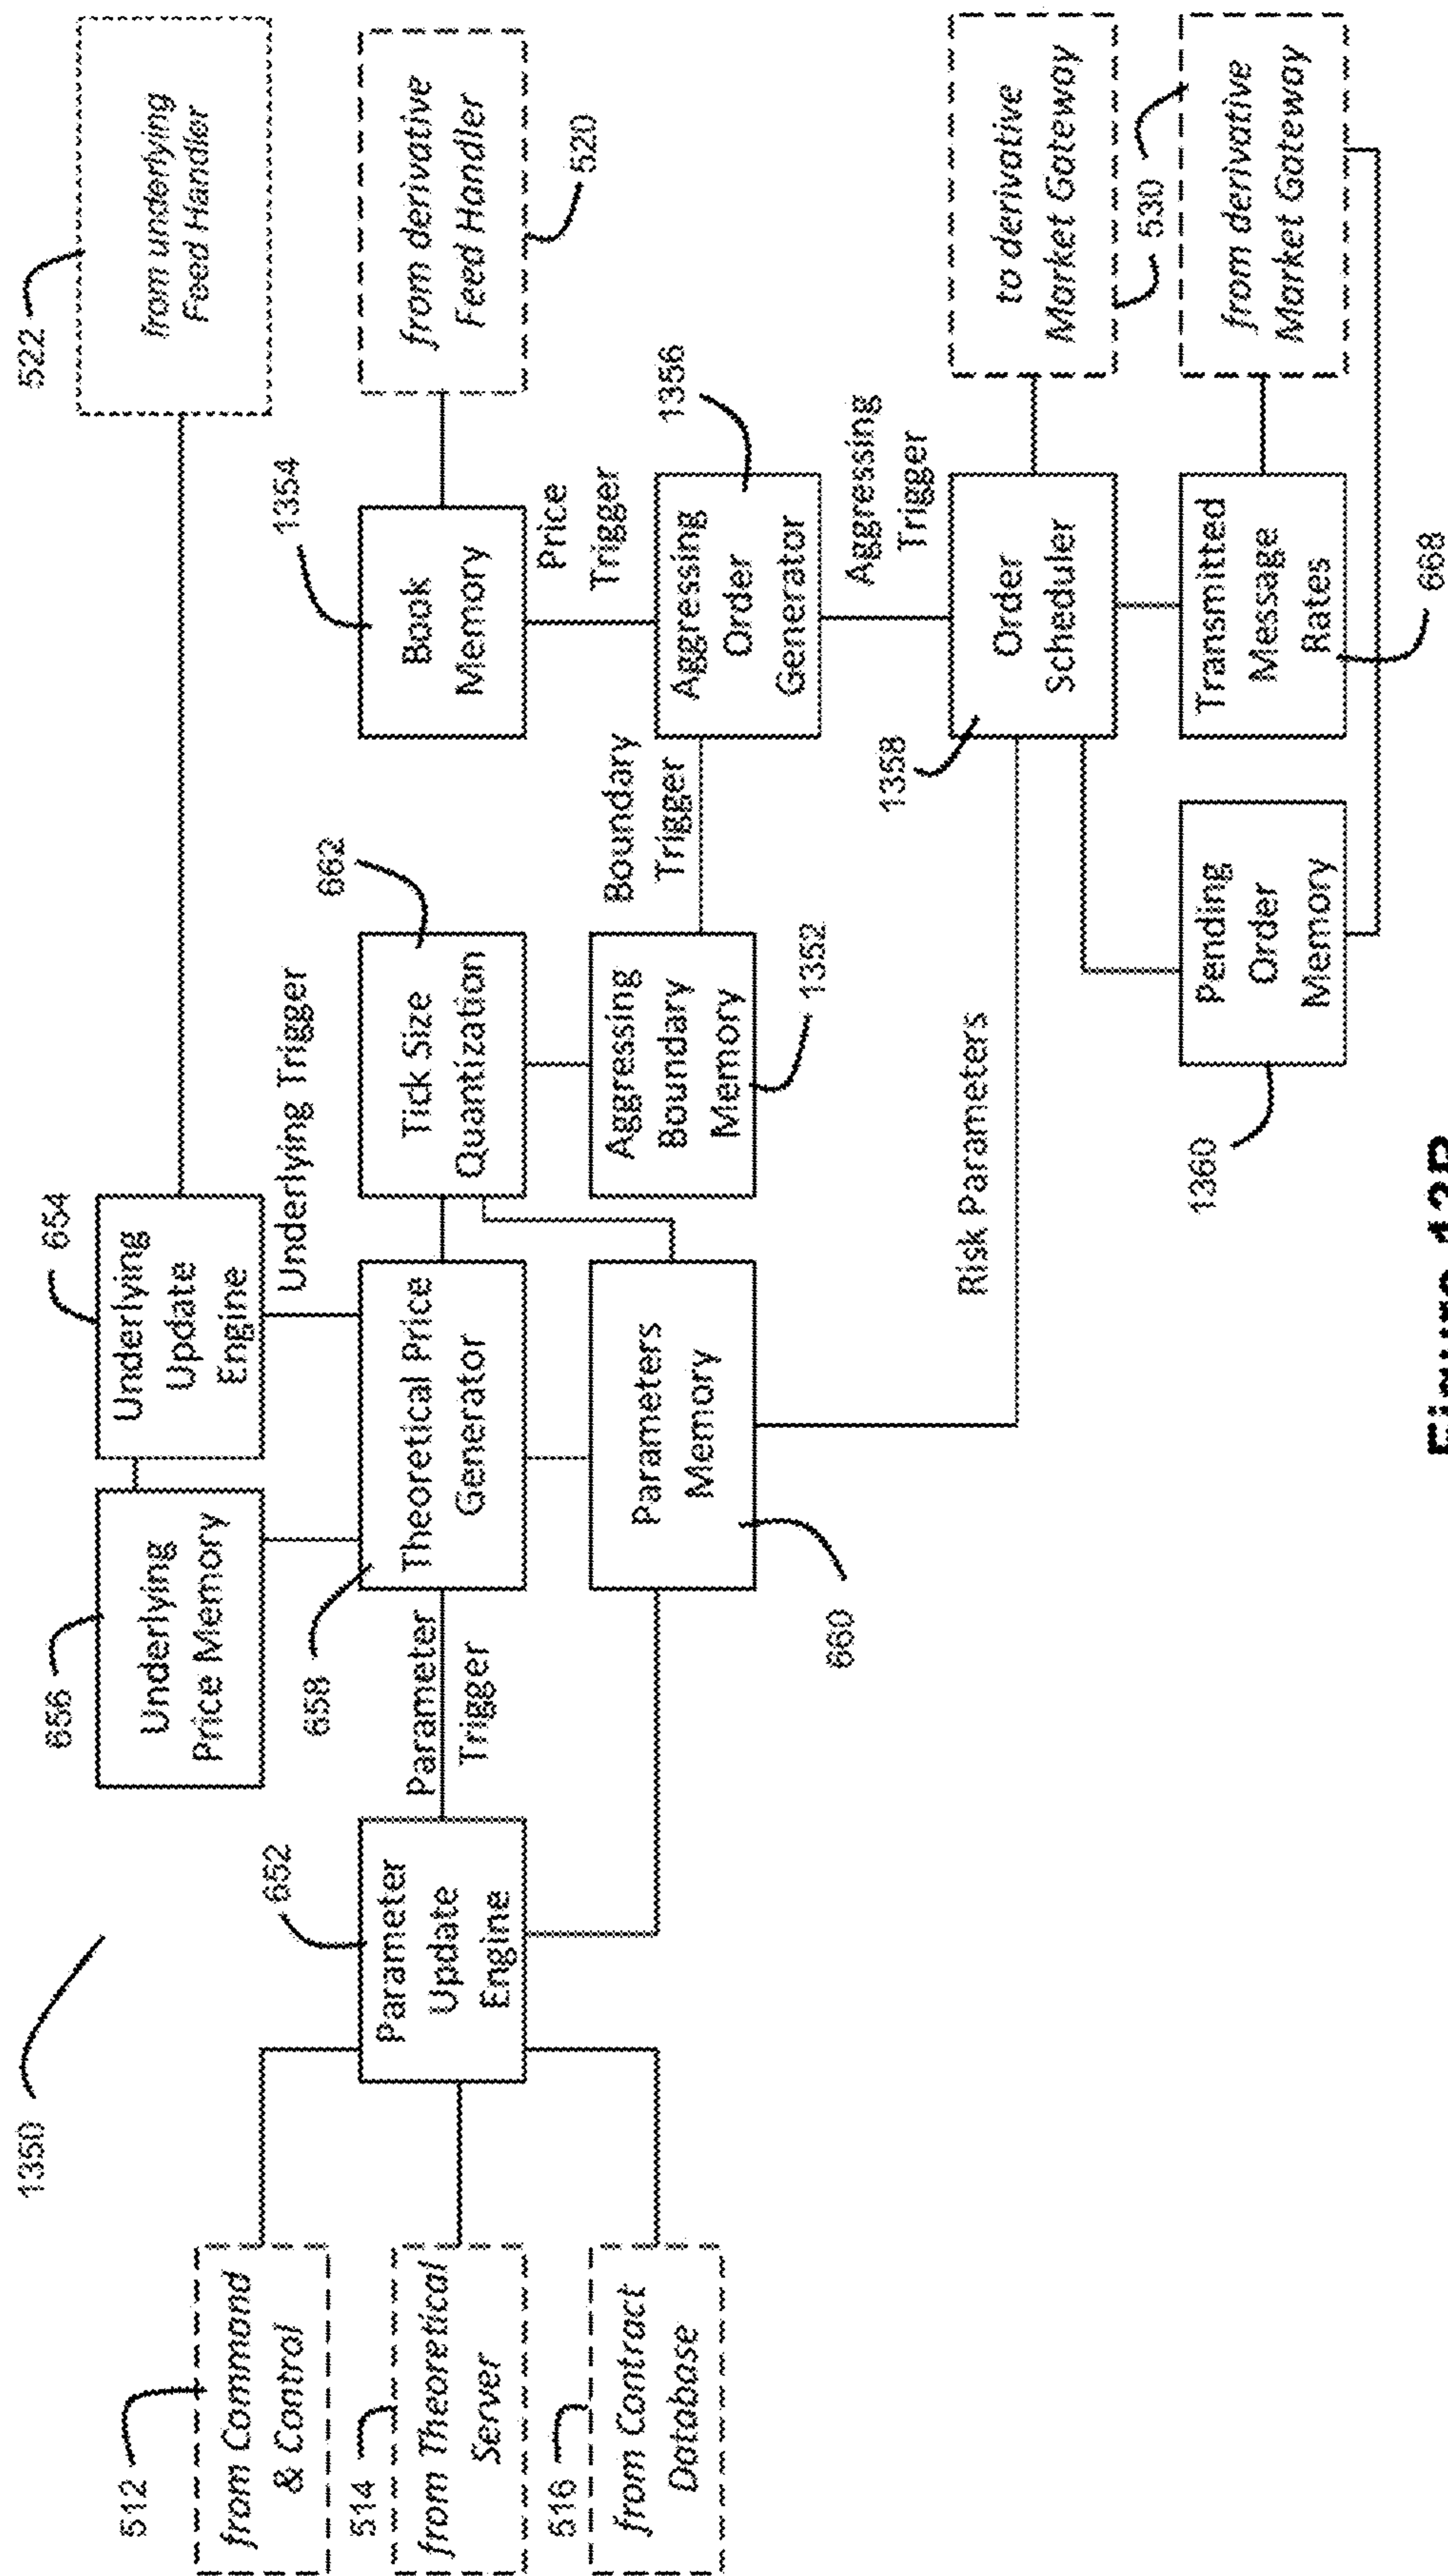 1350
512
from Command
& Control
514
from Theoretical
Server
516
from Contract
Database
652
Parameter
Update
Engine
Parameter
Trigger
656
Underlying
Price Memory
654
Underlying
Update
Engine
Underlying Trigger
658
Theoretical Price
Generator
660
Parameters
Memory
662
Tick Size
Quantization
Aggressing
Boundary
Memory
1352
Boundary
Trigger
Risk Parameters
522
from underlying
Feed Handler
from derivative
Feed Handler
520
1354
Book
Memory
Price
Trigger
1356
Aggressing
Order
Generator
Aggressing
Trigger
1358
Order
Scheduler
to derivative
Market Gateway
530
from derivative
Market Gateway
Transmitted
Message
Rates
668
Pending
Order
Memory
1360
Figure 13B